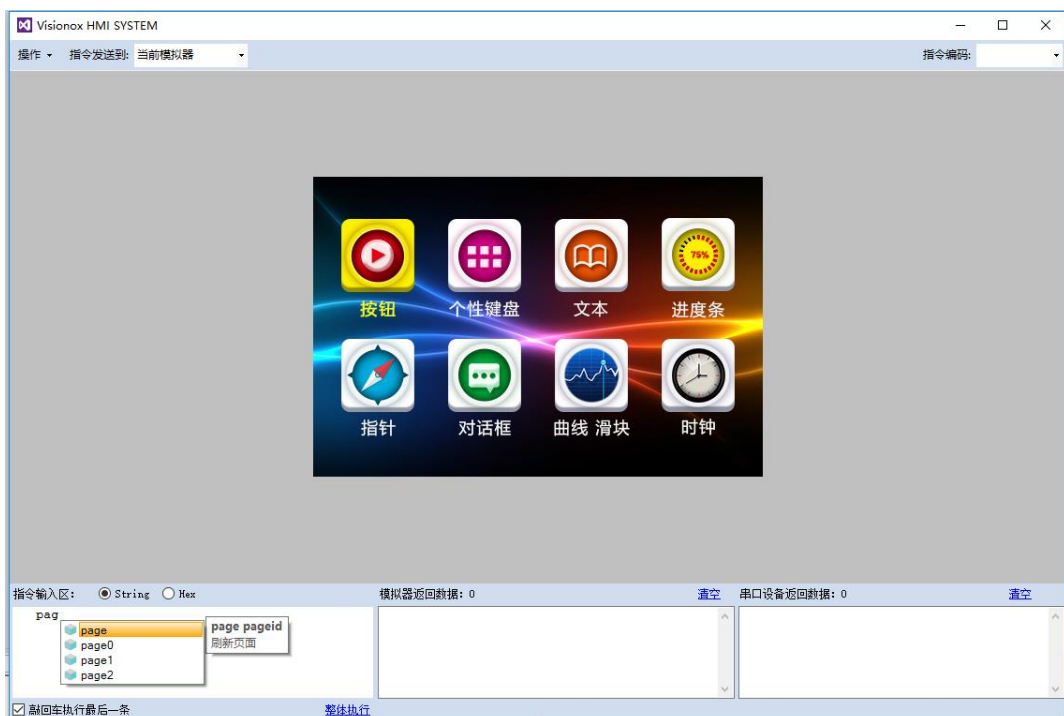 Visionox HMI SYSTEM
操作 指令发送到: 当前模拟器 指令编码:
75%
按钮 个性键盘 文本 进度条
指针 对话框 曲线 滑块 时钟
指令输入区: String Hex 模拟器返回数据: 0 清空 串口设备返回数据: 0 清空
pag
page
page0
page1
page2
page pageid
刷新页面
敲回车执行最后一条 整体执行